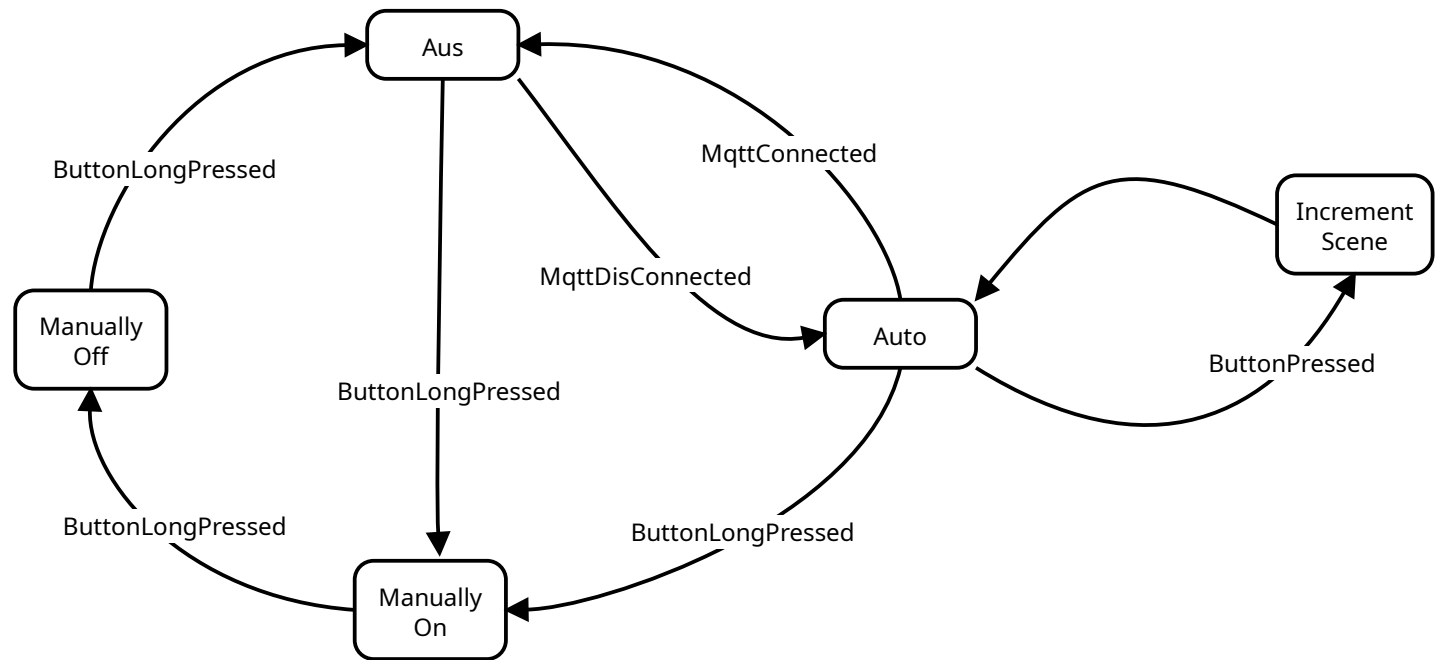 Aus
MqttConnected
ButtonLongPressed
Increment
Scene
MqttDisConnected
Manually
Off
Auto
ButtonPressed
ButtonLongPressed
ButtonLongPressed
ButtonLongPressed
Manually
On